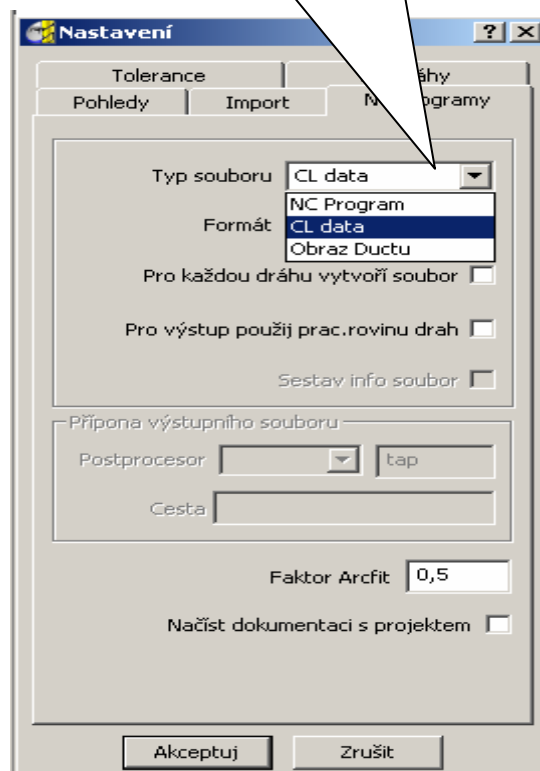 Nastavení
Tolerance
Pohledy
Import
Typ souboru CL data
NC Program
Formát CL data
Obraz Ductu
Pro každou dráhu vytvoří soubor
Pro výstup použij prac.rovinu drah
Sestav info soubor
Přípona výstupního souboru
Postprocesor tap
Cesta
Faktor Arcfit 0,5
Načíst dokumentaci s projektem
Akceptuj Zrušit